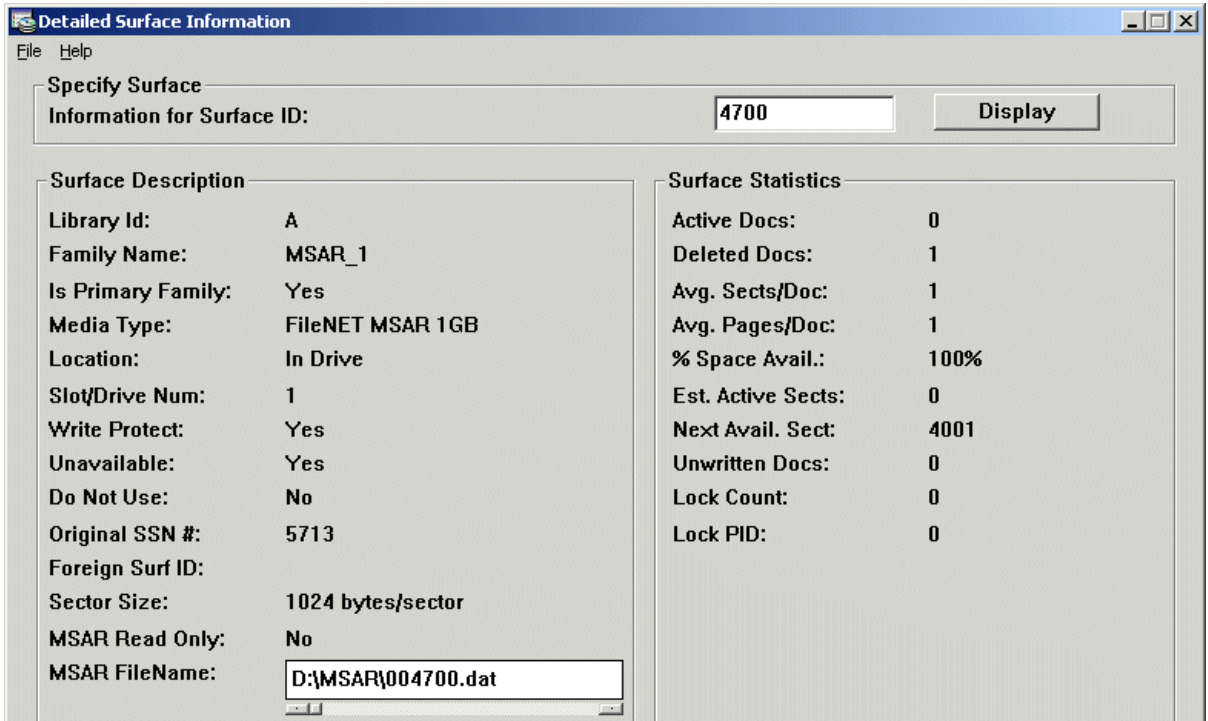 Detailed Surface Information
File Help
Specify Surface
Information for Surface ID: 4700 Display
Surface Description
Library Id: A
Family Name: MSAR_1
Is Primary Family: Yes
Media Type: FileNET MSAR 1GB
Location: In Drive
Slot/Drive Num: 1
Write Protect: Yes
Unavailable: Yes
Do Not Use: No
Original SSN #: 5713
Foreign Surf ID:
Sector Size: 1024 bytes/sector
MSAR Read Only: No
MSAR FileName: D:\MSAR\004700.dat
Surface Statistics
Active Docs: 0
Deleted Docs: 1
Avg. Sects/Doc: 1
Avg. Pages/Doc: 1
% Space Avail.: 100%
Est. Active Sects: 0
Next Avail. Sect: 4001
Unwritten Docs: 0
Lock Count: 0
Lock PID: 0